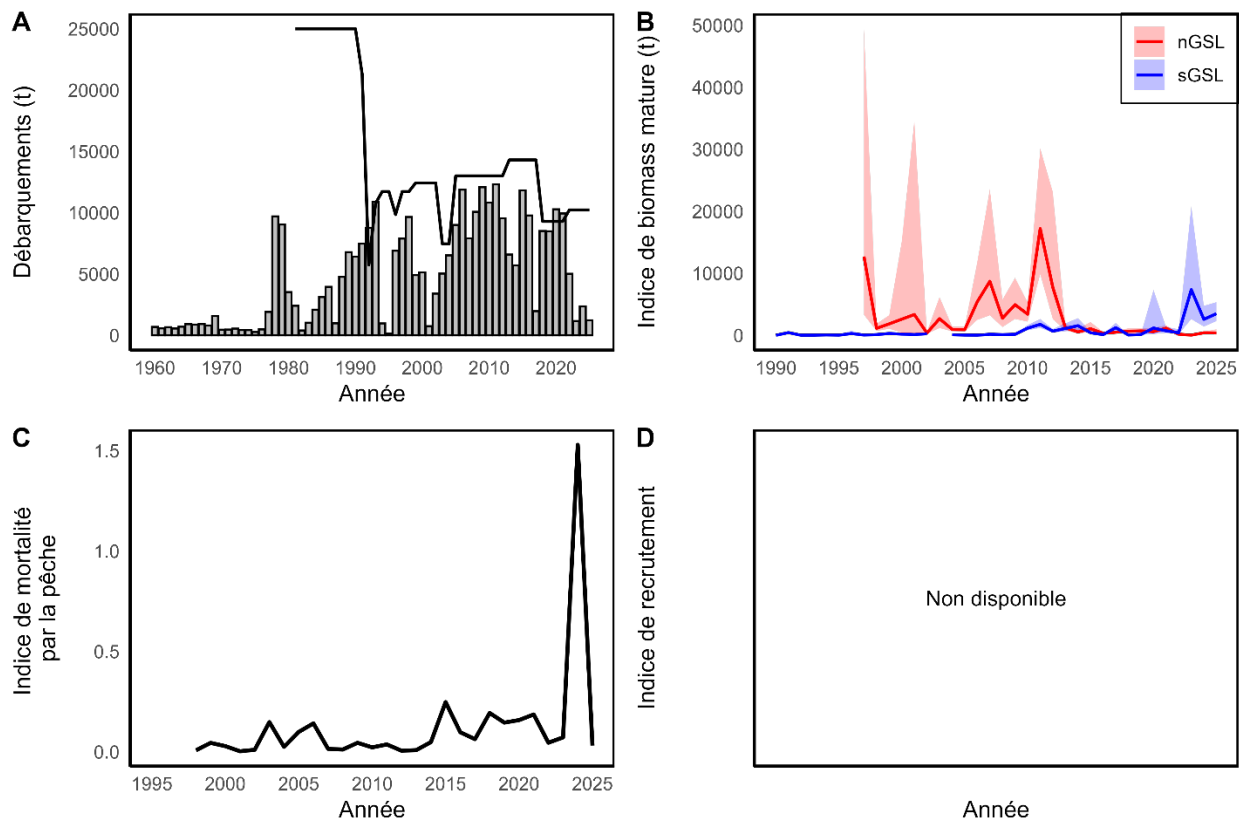 A
Débarquements (t)
25000
20000
15000
10000
5000
0
1960 1970 1980 1990 2000 2010 2020
Année
B
Indice de biomass mature (t)
50000
40000
30000
20000
10000
0
nGSL
sGSL
1990 1995 2000 2005 2010 2015 2020 2025
Année
C
Indice de mortalité
par la pêche
1.5
1.0
0.5
0.0
1995 2000 2005 2010 2015 2020 2025
Année
D
Indice de recrutement
Non disponible
Année